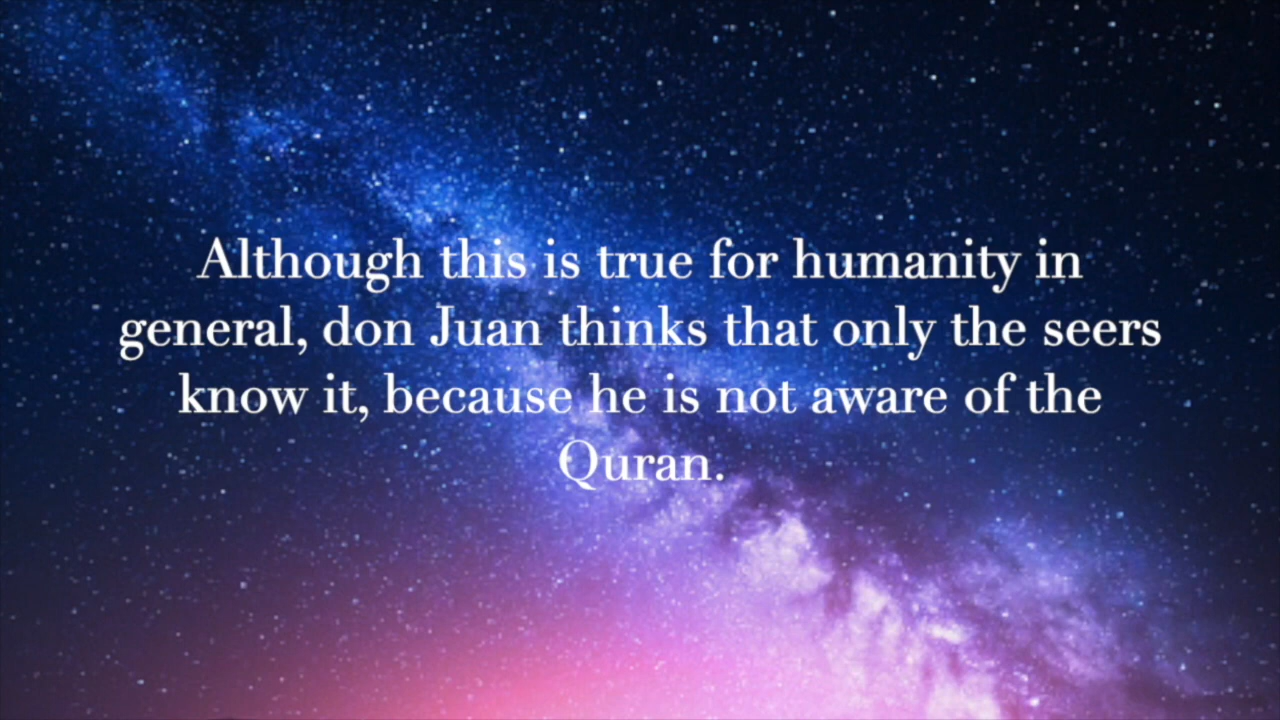 Although this is true for humanity in
general, don Juan thinks that only the seers
know it, because he is not aware of the
Quran.